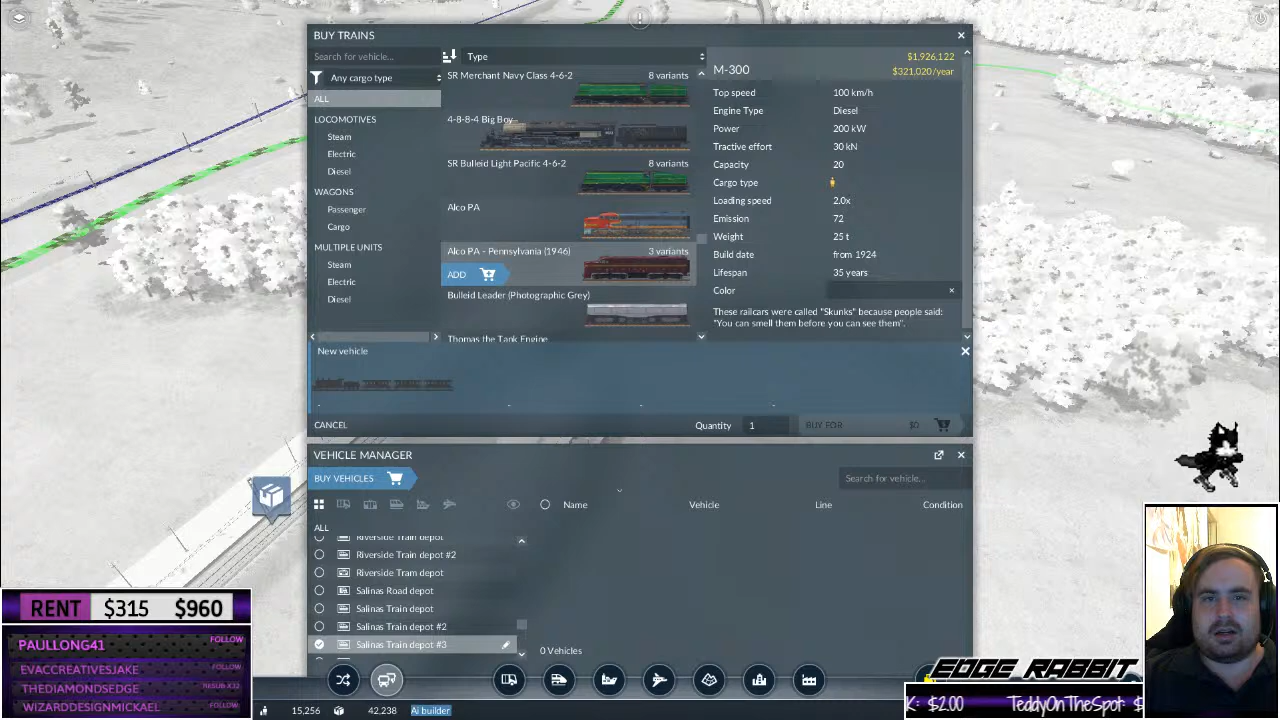 BUY TRAINS
Search for vehicle...
Type
Any cargo type
ALL
LOCOMOTIVES
Steam
Electric
Diesel
WAGONS
Passenger
Cargo
MULTIPLE UNITS
Steam
Electric
Diesel
SR Merchant Navy Class 4-6-2 8 variants
4-8-8-4 Big Boy
SR Bulleid Light Pacific 4-6-2 8 variants
Alco PA
Alco PA - Pennsylvania (1946) 3 variants
ADD
Bulleid Leader (Photographic Grey)
Thomas the Tank Engine
$1,926,122
M-300
$321,020/year
Top speed 100 km/h
Engine Type Diesel
Power 200 kW
Tractive effort 30 kN
Capacity 20
Cargo type
Loading speed 2.0x
Emission 72
Weight 25 t
Build date from 1924
Lifespan 35 years
Color
These railcars were called "Skunks" because people said:
"You can smell them before you can see them".
New vehicle
CANCEL
Quantity 1
BUY FOR $0
VEHICLE MANAGER
BUY VEHICLES
Search for vehicle...
Name Vehicle Line Condition
ALL
Riverside Train depot
Riverside Train depot #2
Riverside Tram depot
Salinas Road depot
Salinas Train depot
Salinas Train depot #2
Salinas Train depot #3
0 Vehicles
15,256 42,238 Ai builder
RENT $315 $960
PAULLONG41 FOLLOW
EVACCREATIVESJAKE FOLLOW
THEDIAMONDSEDGE RESUB X32
WIZARDDESIGNMICKAEL FOLLOW
EDGE RABBIT
K: $2.00 TeddyOnTheSpot: $